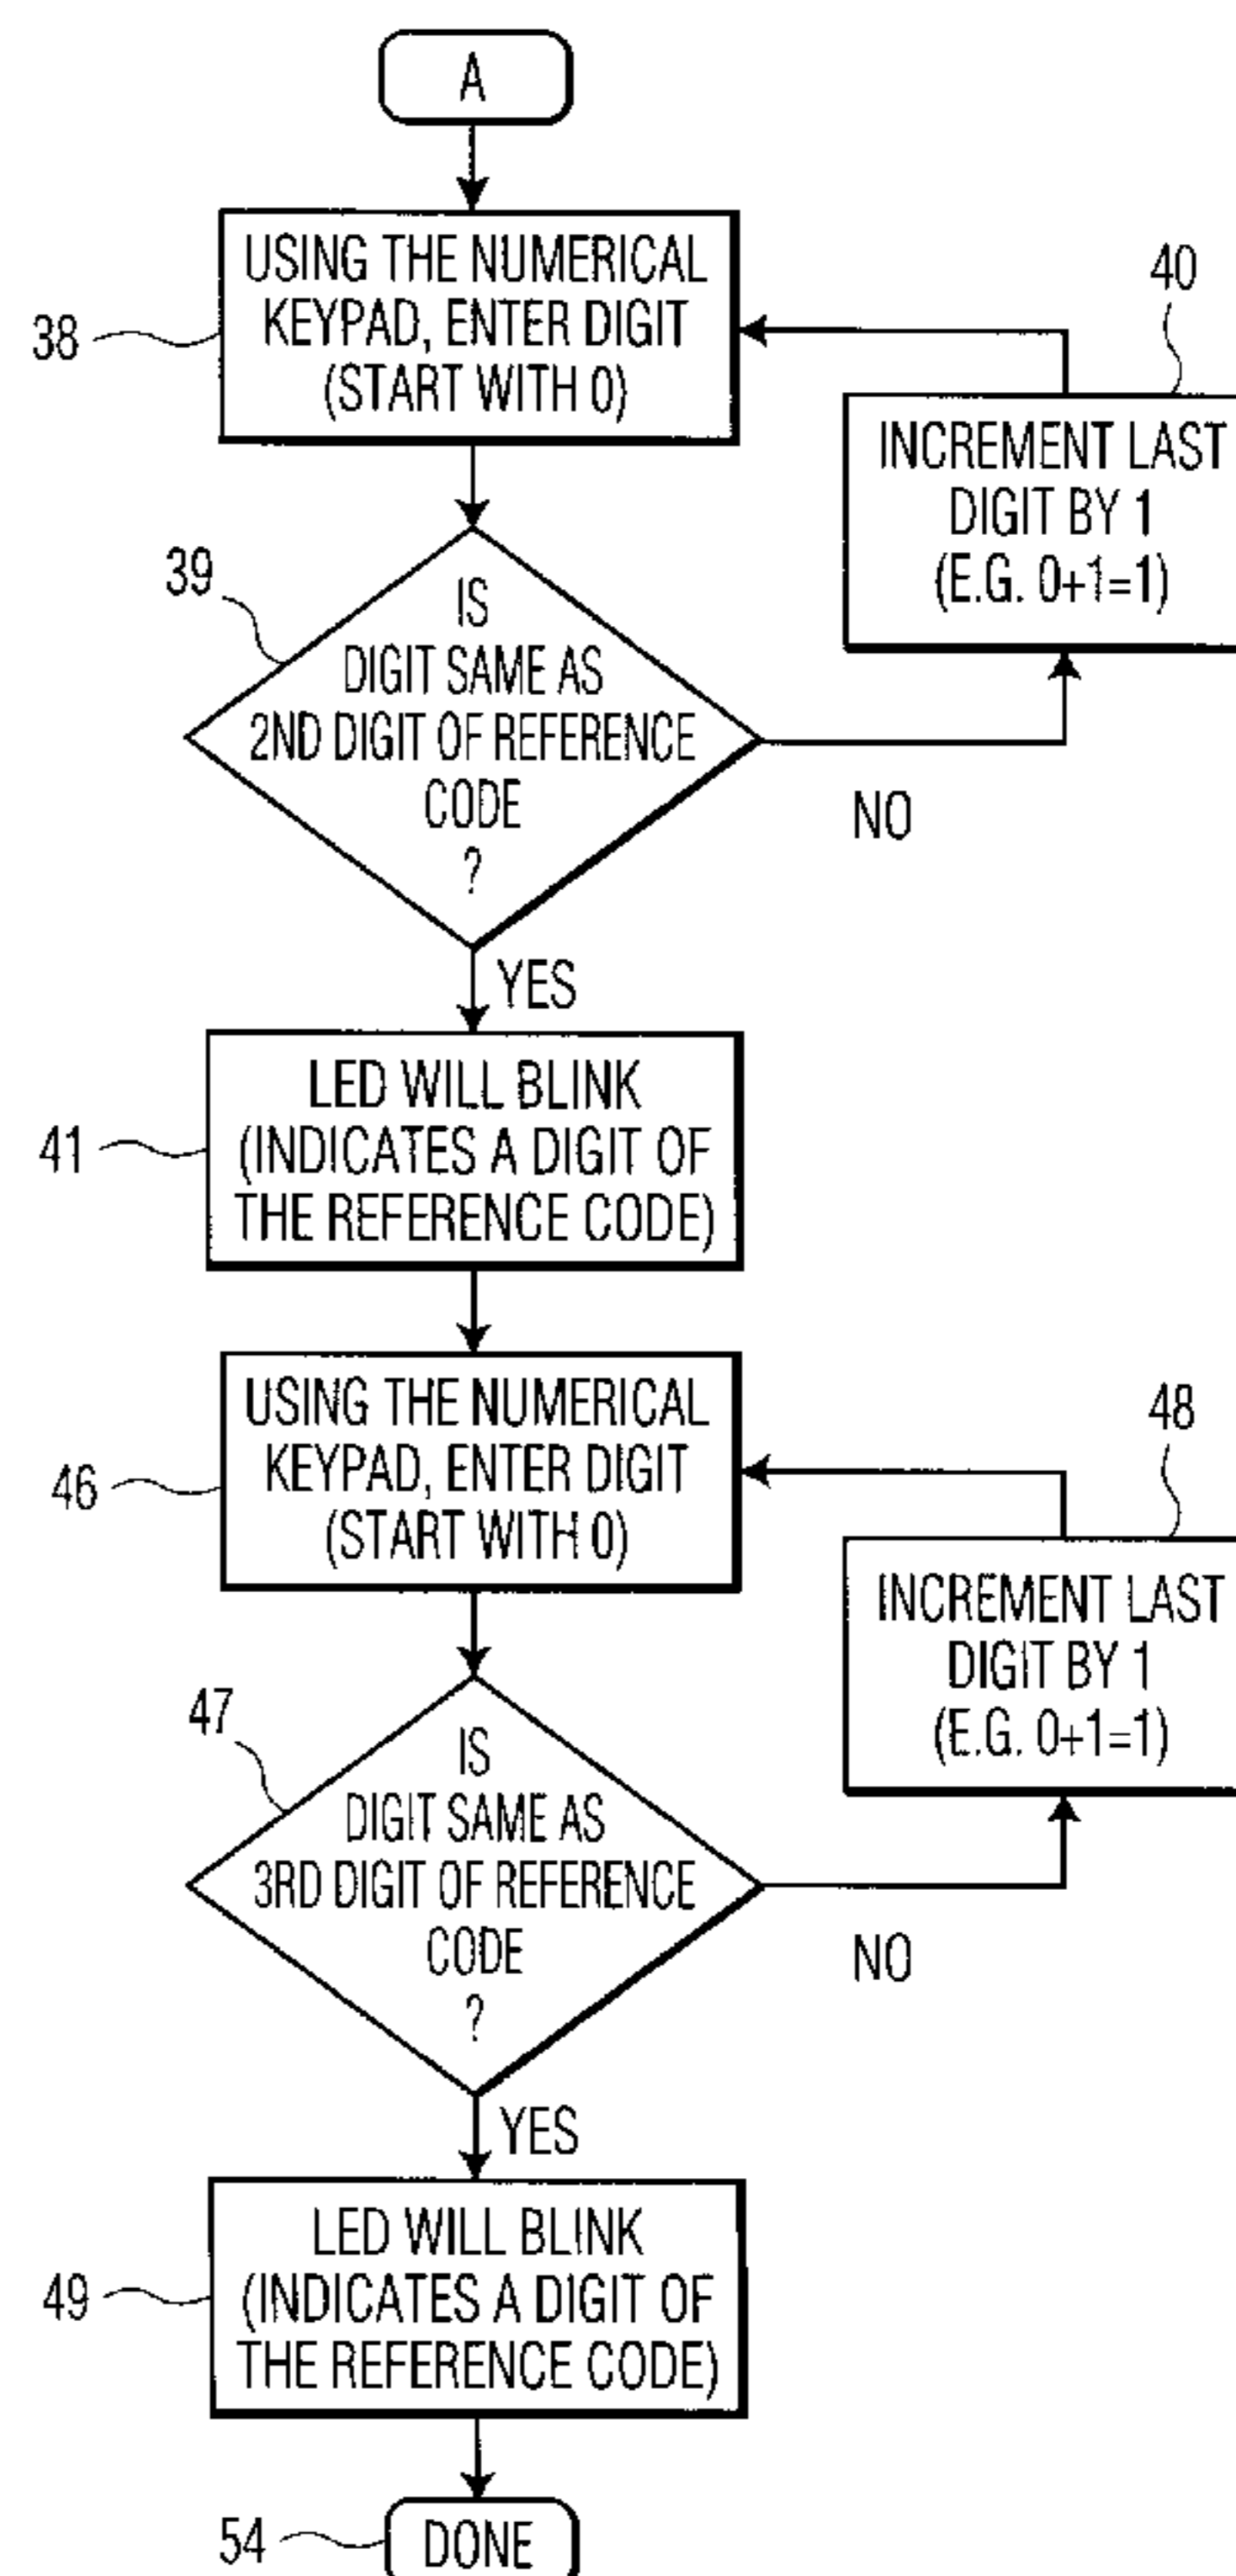 A
USING THE NUMERICAL
KEYPAD, ENTER DIGIT
(START WITH 0)
38
40
INCREMENT LAST
DIGIT BY 1
(E.G. 0+1=1)
39
IS
DIGIT SAME AS
2ND DIGIT OF REFERENCE
CODE
?
NO
YES
LED WILL BLINK
(INDICATES A DIGIT OF
THE REFERENCE CODE)
41
USING THE NUMERICAL
KEYPAD, ENTER DIGIT
(START WITH 0)
46
48
INCREMENT LAST
DIGIT BY 1
(E.G. 0+1=1)
47
IS
DIGIT SAME AS
3RD DIGIT OF REFERENCE
CODE
?
NO
YES
LED WILL BLINK
(INDICATES A DIGIT OF
THE REFERENCE CODE)
49
54
DONE